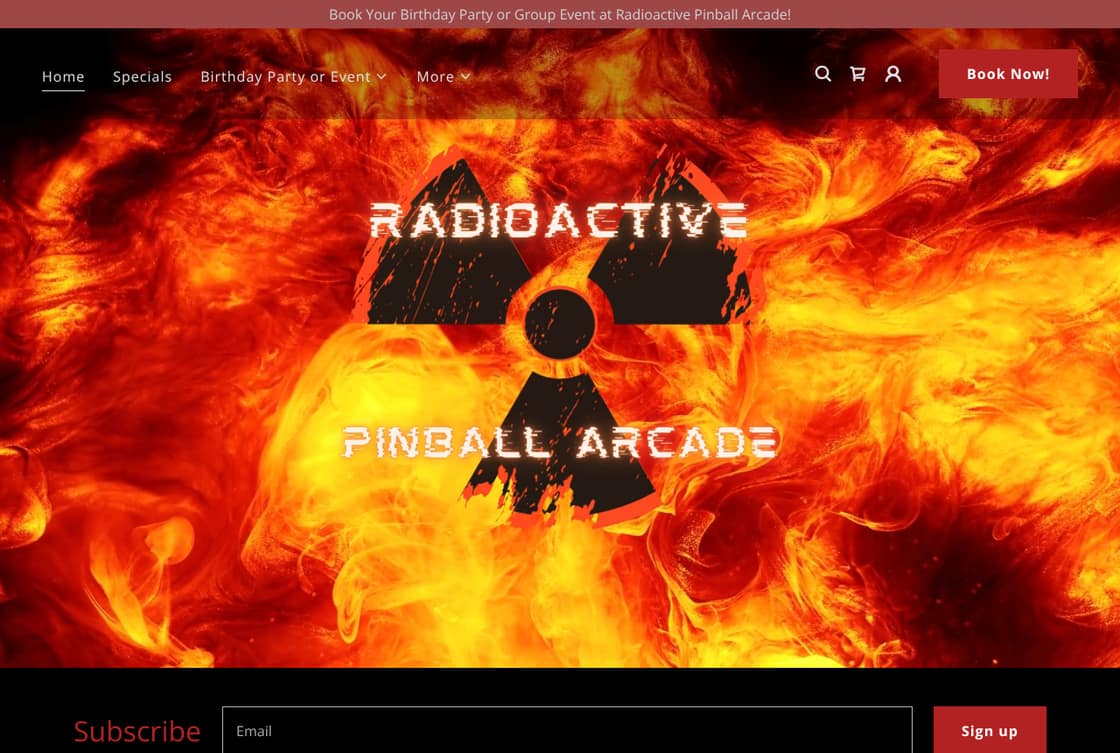 Book Your Birthday Party or Group Event at Radioactive Pinball Arcade!
Home Specials Birthday Party or Event More Book Now!
RADIOACTIVE
PINBALL ARCADE
Subscribe Email Sign up